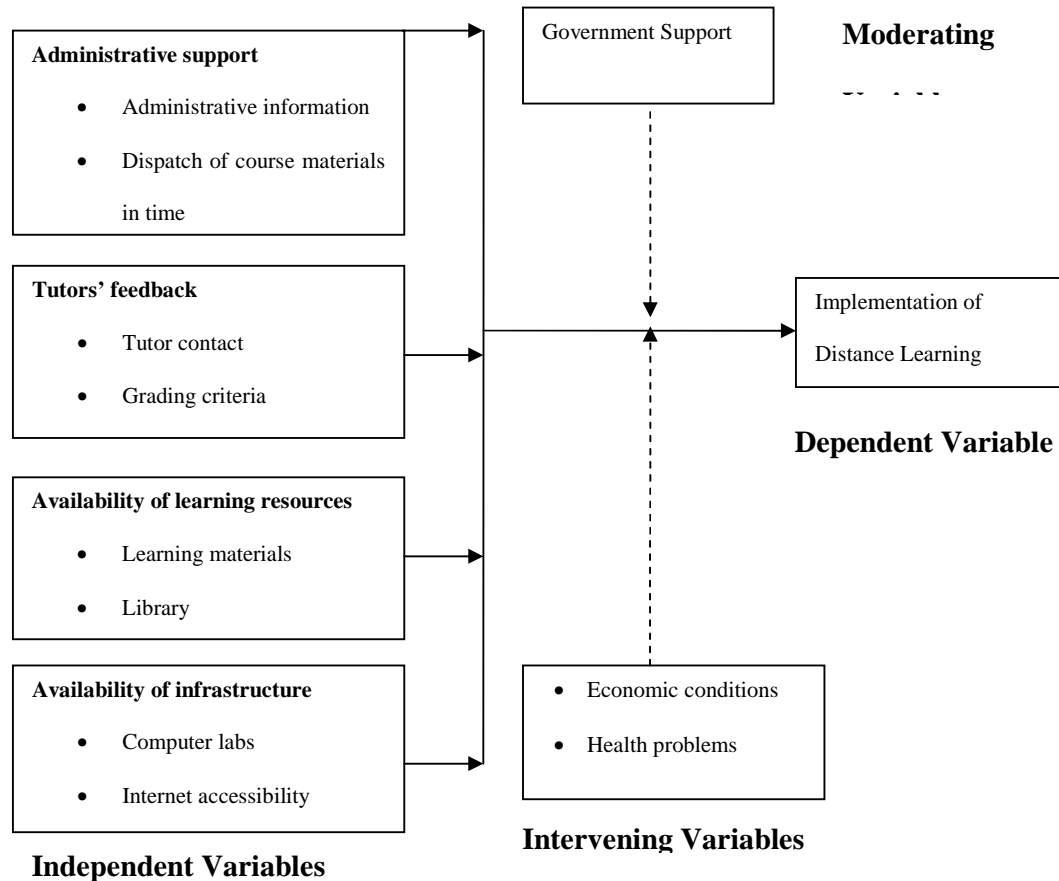 Administrative support
• Administrative information
• Dispatch of course materials
in time
Tutors’ feedback
• Tutor contact
• Grading criteria
Availability of learning resources
• Learning materials
• Library
Availability of infrastructure
• Computer labs
• Internet accessibility
Independent Variables
Government Support
Moderating
Implementation of
Distance Learning
Dependent Variable
• Economic conditions
• Health problems
Intervening Variables